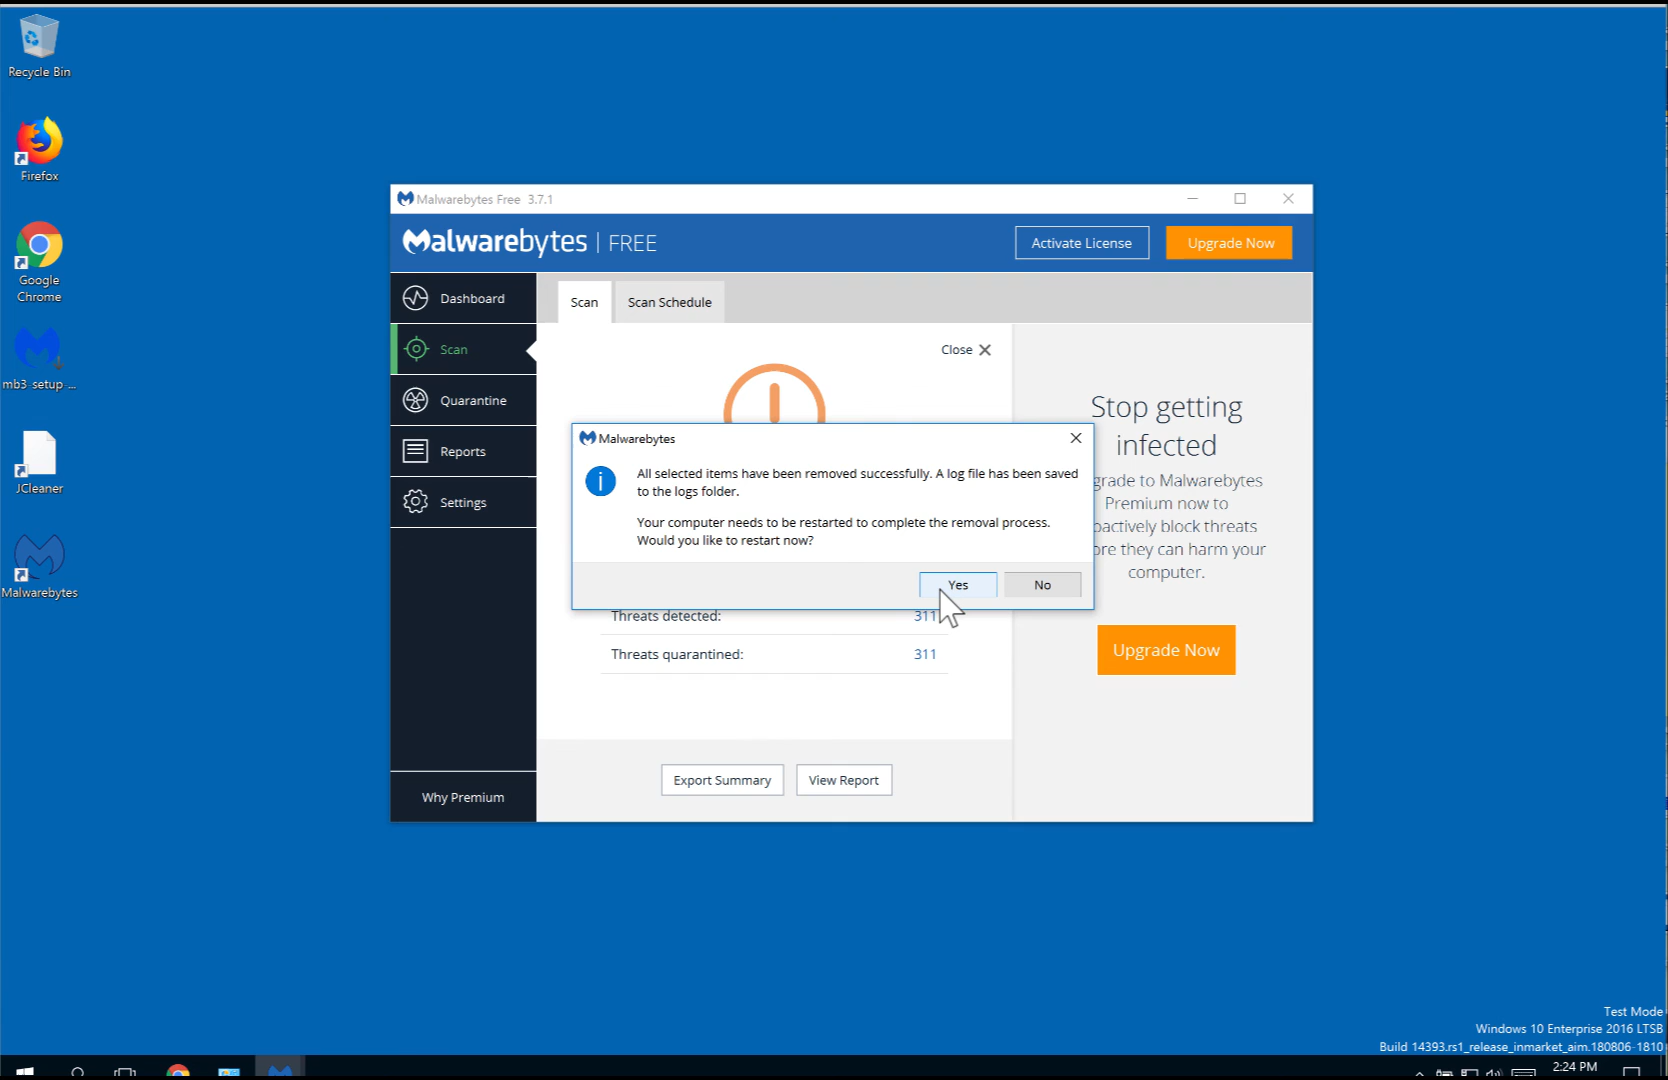 Recycle Bin
Firefox
Google
Chrome
mb3-setup-...
JCleaner
Malwarebytes
Malwarebytes Free 3.7.1
Malwarebytes | FREE
Activate License
Upgrade Now
Dashboard
Scan
Quarantine
Reports
Settings
Why Premium
Scan
Scan Schedule
Close
Malwarebytes
All selected items have been removed successfully. A log file has been saved
to the logs folder.
Your computer needs to be restarted to complete the removal process.
Would you like to restart now?
Yes
No
Threats detected: 311
Threats quarantined: 311
Export Summary
View Report
Stop getting
infected
grade to Malwarebytes
Premium now to
actively block threats
ore they can harm your
computer.
Upgrade Now
Test Mode
Windows 10 Enterprise 2016 LTSB
Build 14393.rs1_release_inmarket_aim.180806-1810
2:24 PM